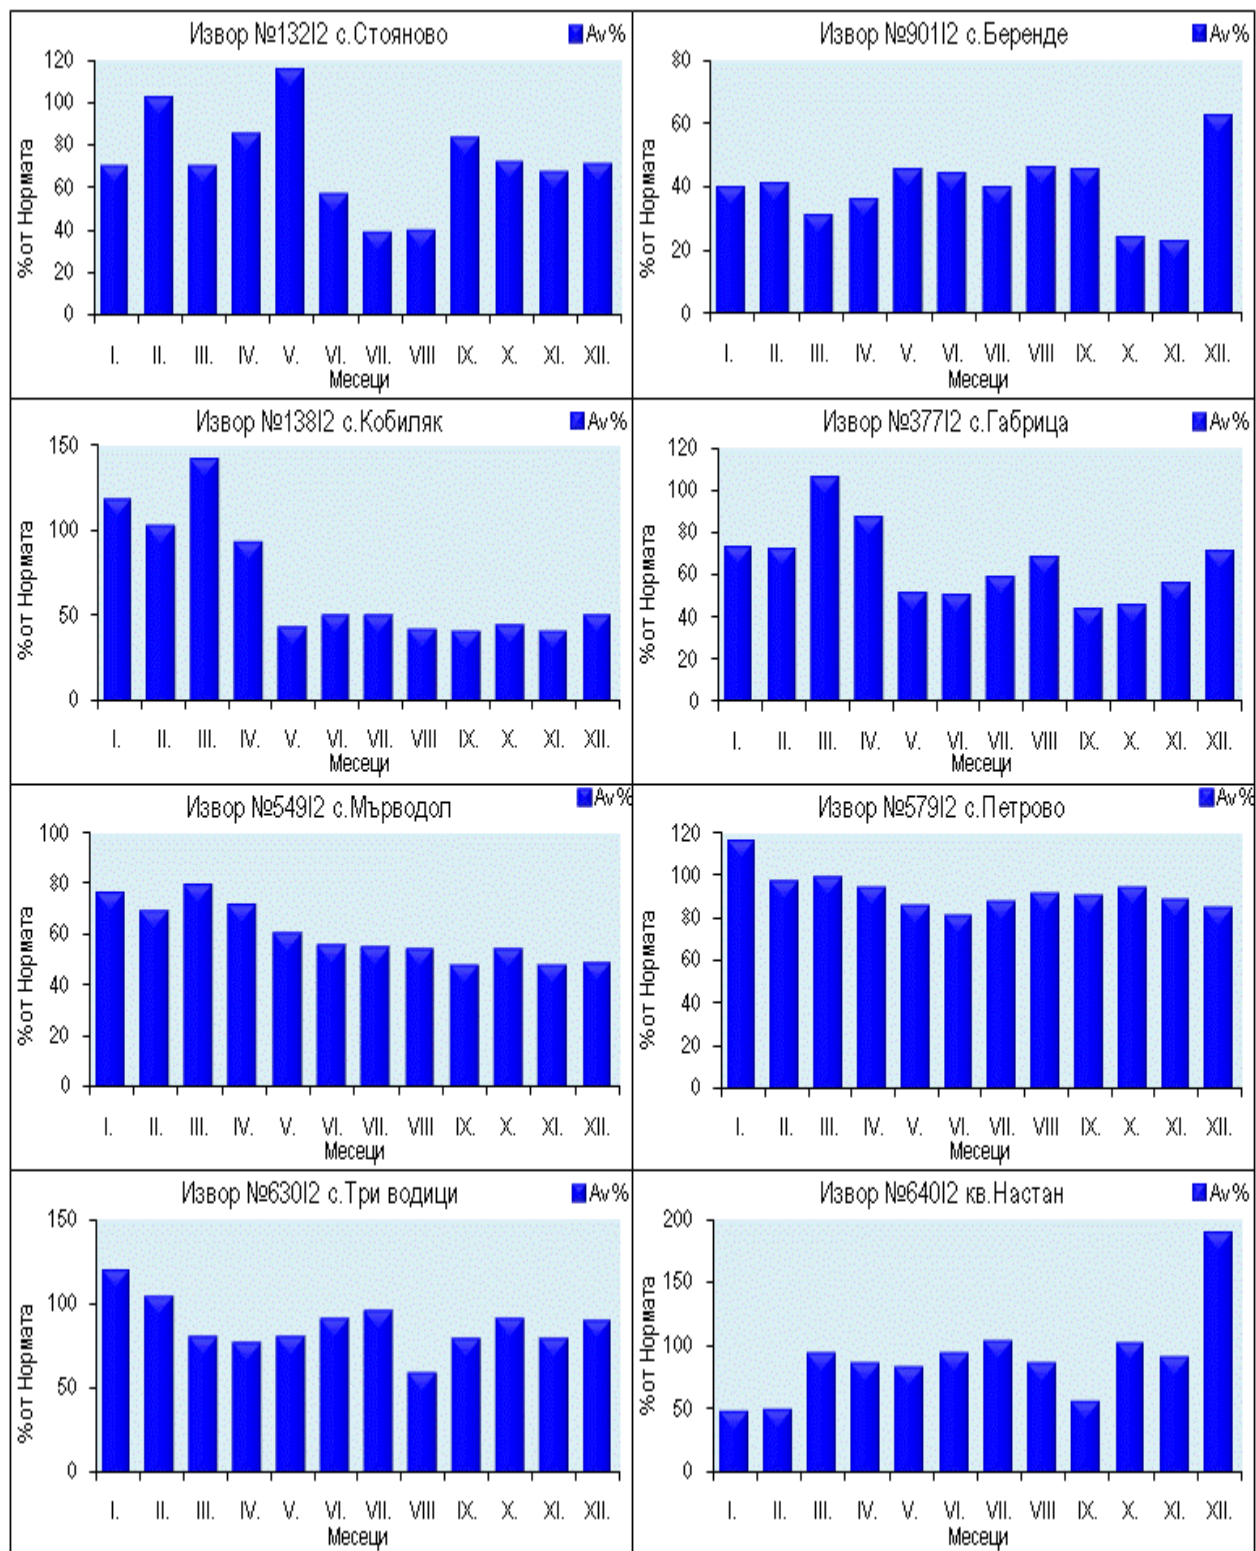 Извор №132І2 с.Стояново
Av%
% от Нормата
120
100
80
60
40
20
0
I. II. III. IV. V. VI. VII. VIII IX. X. XI. XII.
Месеци
Извор №901І2 с.Беренде
Av%
80
60
40
20
0
I. II. III. IV. V. VI. VII. VIII IX. X. XI. XII.
Месеци
Извор №138І2 с.Кобиляк
Av%
% от Нормата
150
100
50
0
I. II. III. IV. V. VI. VII. VIII IX. X. XI. XII.
Месеци
Извор №377І2 с.Габрица
Av%
% от Нормата
120
100
80
60
40
20
0
I. II. III. IV. V. VI. VII. VIII IX. X. XI. XII.
Месеци
Извор №549І2 с.Мърводол
Av%
% от Нормата
100
80
60
40
20
0
I. II. III. IV. V. VI. VII. VIII IX. X. XI. XII.
Месеци
Извор №579І2 с.Петрово
Av%
% от Нормата
120
100
80
60
40
20
0
I. II. III. IV. V. VI. VII. VIII IX. X. XI. XII.
Месеци
Извор №630І2 с.Три водици
Av%
% от Нормата
150
100
50
0
I. II. III. IV. V. VI. VII. VIII IX. X. XI. XII.
Месеци
Извор №640І2 кв.Настан
Av%
% от Нормата
200
150
100
50
0
I. II. III. IV. V. VI. VII. VIII IX. X. XI. XII.
Месеци
% от Нормата